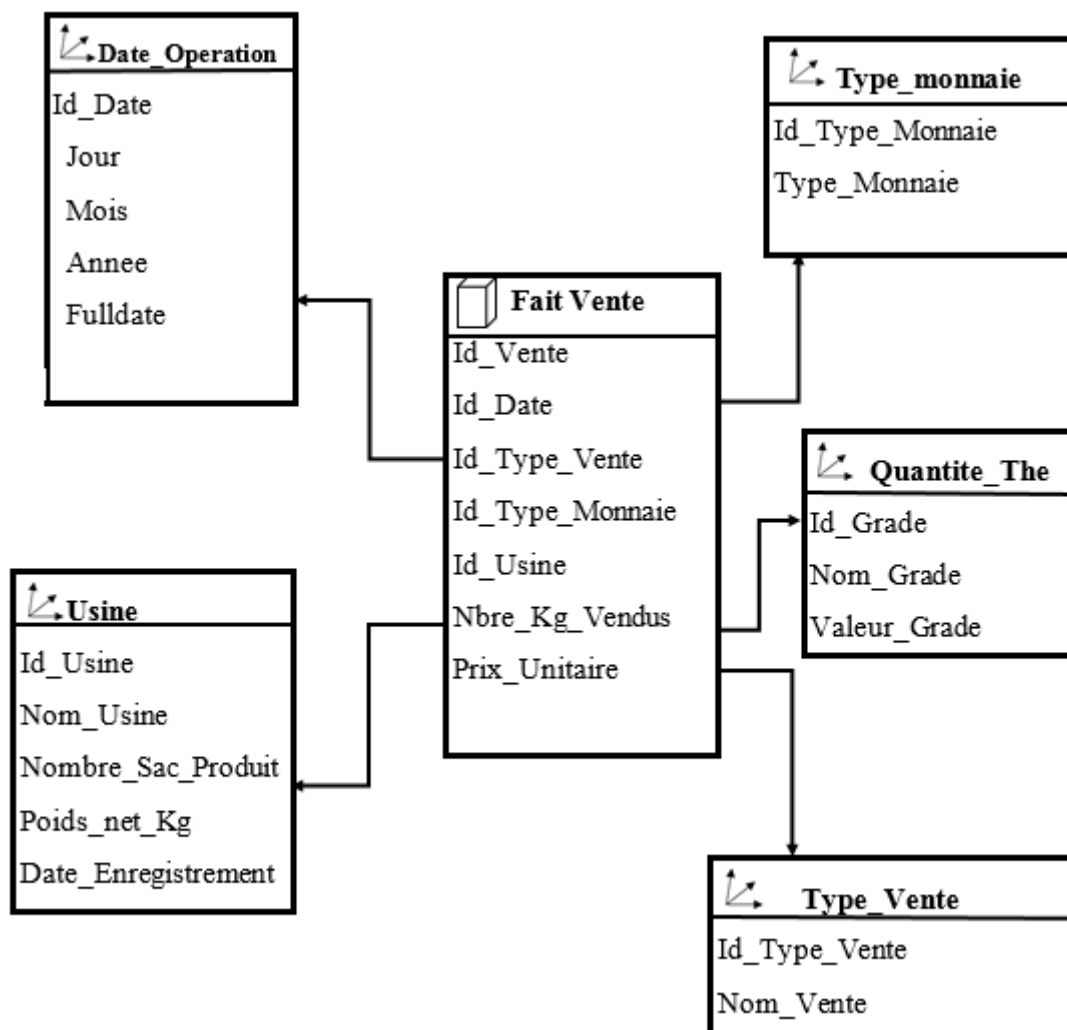 Date_Operation
Id_Date
Jour
Mois
Annee
Fulldate
Type_monnaie
Id_Type_Monnaie
Type_Monnaie
Fait Vente
Id_Vente
Id_Date
Id_Type_Vente
Id_Type_Monnaie
Id_Usine
Nbre_Kg_Vendus
Prix_Unitaire
Quantite_The
Id_Grade
Nom_Grade
Valeur_Grade
Usine
Id_Usine
Nom_Usine
Nombre_Sac_Produit
Poids_net_Kg
Date_Enregistrement
Type_Vente
Id_Type_Vente
Nom_Vente